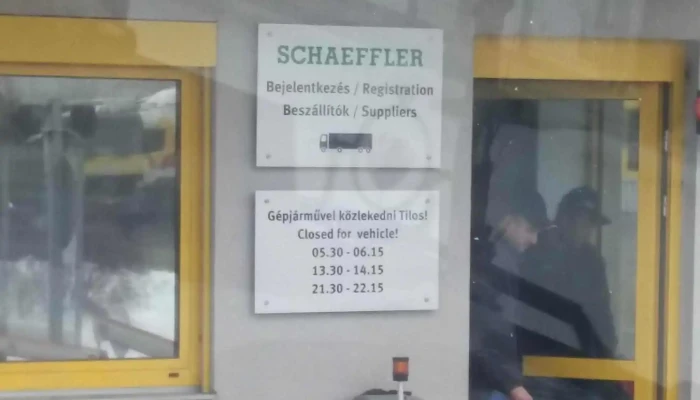 SCHAEFFLER
Bejelentkezés / Registration
Beszállítók / Suppliers
Gépjárművel közlekedni Tilos!
Closed for vehicle!
05.30 - 06.15
13.30 - 14.15
21.30 - 22.15